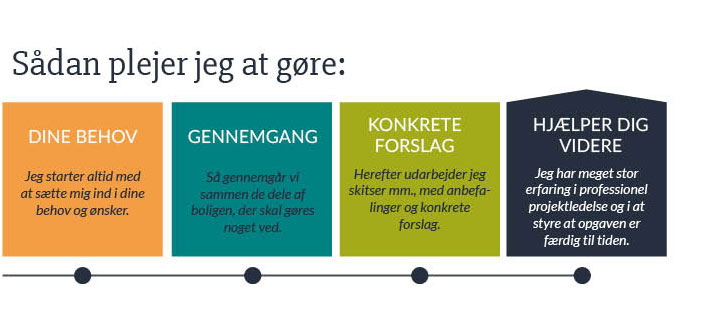 Sådan plejer jeg at gøre:
DINE BEHOV
Jeg starter altid med
at sætte mig ind i dine
behov og ønsker.
GENNEMGANG
Så gennemgår vi
sammen de dele af
boligen, der skal gøres
noget ved.
KONKRETE
FORSLAG
Herefter udarbejder jeg
skitser mm., med anbefa-
linger og konkrete
forslag.
HJÆLPER DIG
VIDERE
Jeg har meget stor
erfaring i professionel
projektledelse og i at
styre at opgaven er
færdig til tiden.